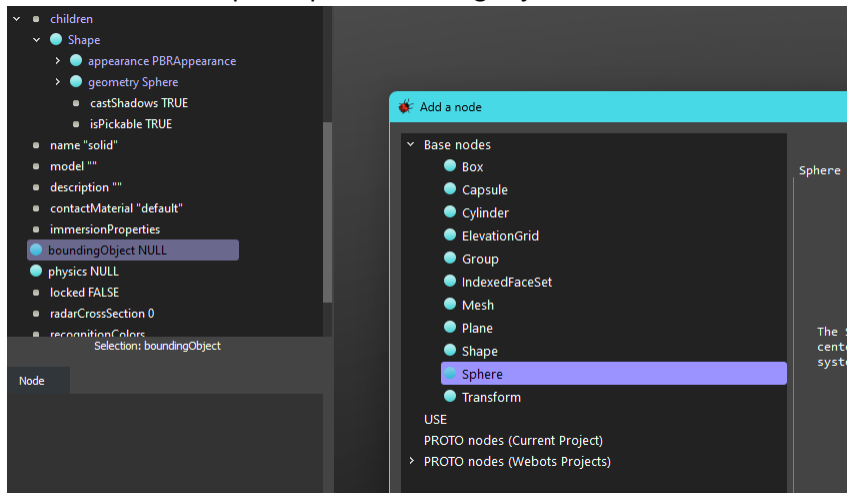 children
Shape
appearance PBRAppearance
geometry Sphere
castShadows TRUE
isPickable TRUE
name "solid"
model ""
description ""
contactMaterial "default"
immersionProperties
boundingObject NULL
physics NULL
locked FALSE
radarCrossSection 0
recognitionColors
Selection: boundingObject
Node
Add a node
Base nodes
Box
Capsule
Cylinder
ElevationGrid
Group
IndexedFaceSet
Mesh
Plane
Shape
Sphere
Transform
USE
PROTO nodes (Current Project)
PROTO nodes (Webots Projects)
Sphere
The